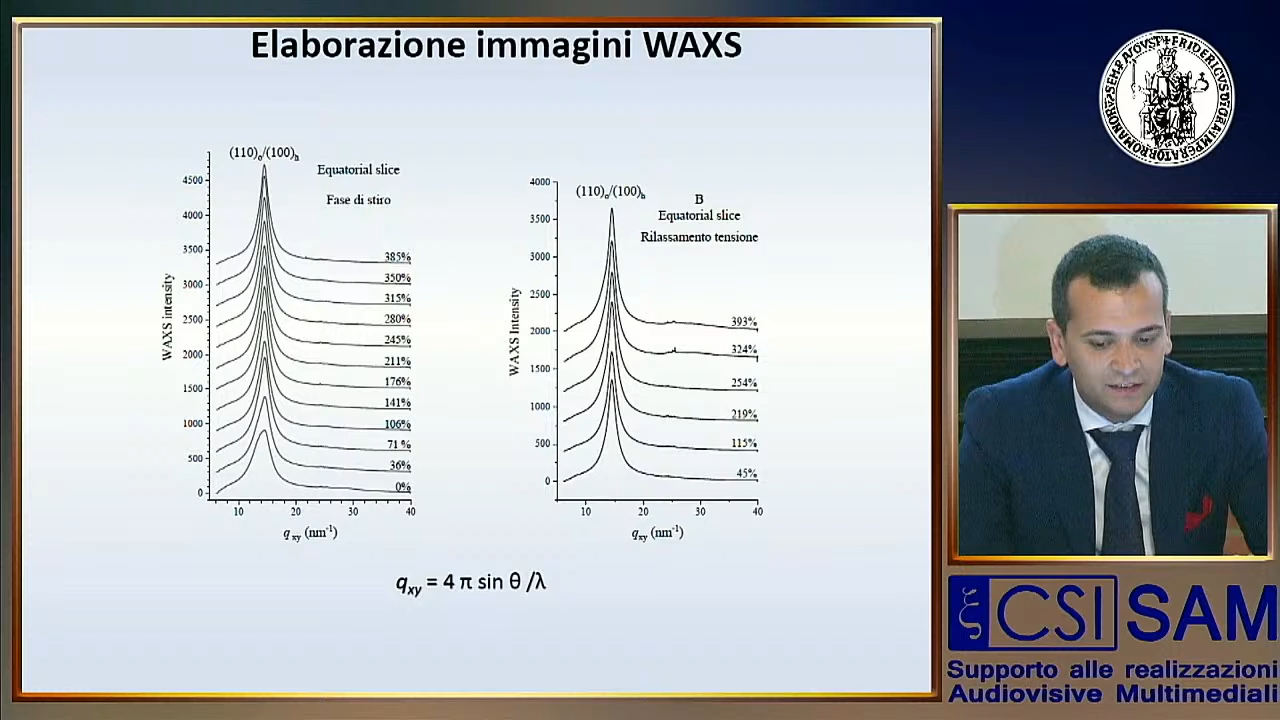 Elaborazione immagini WAXS
(110)o/(100)h
Equatorial slice
Fase di stiro
4500
4000
3500
3000
2500
2000
1500
1000
500
0
WAXS intensity
385%
350%
315%
280%
245%
211%
176%
141%
106%
71 %
36%
0%
10
20
30
40
q xy (nm-1)
(110)o/(100)h
B
Equatorial slice
Rilassamento tensione
4000
3500
3000
2500
2000
1500
1000
500
0
WAXS Intensity
393%
324%
254%
219%
115%
45%
10
20
30
40
qxy (nm-1)
qxy = 4 π sin θ /λ
ξ CSI SAM
Supporto alle realizzazioni
Audiovisive Multimediali